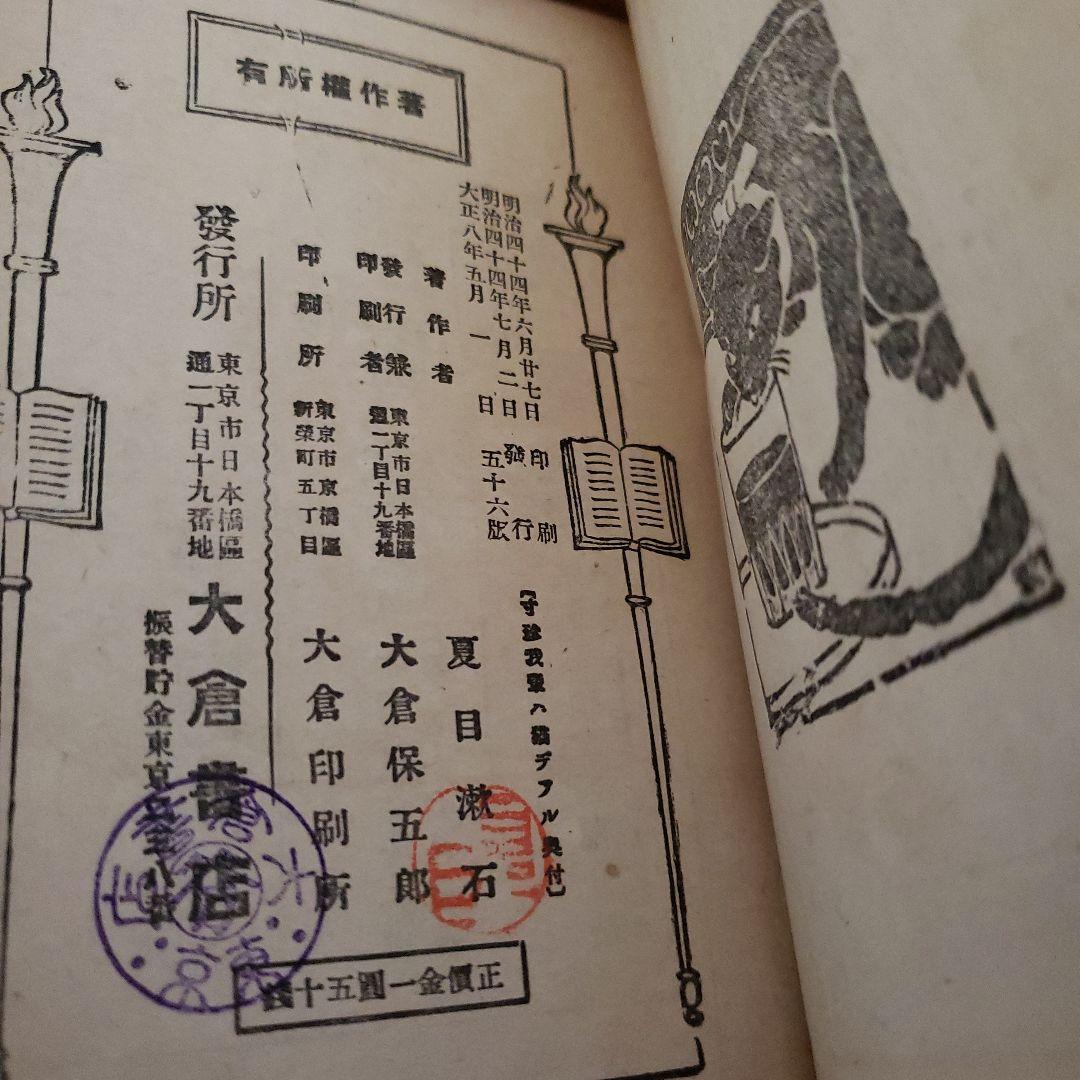 著作權所有
明治四十四年六月廿七日印刷
明治四十四年七月二日發行
大正八年五月一日五十六版
【寸珍我輩ハ猫デアル奧付】
著作者 夏目漱石
發行兼印刷者 東京市日本橋區通一丁目十九番地 大倉保五郎
印刷所 東京市京橋區新榮町五丁目 大倉印刷所
發行所 東京市日本橋區通一丁目十九番地 大倉書店
振替貯金東京
正價金一圓五十錢